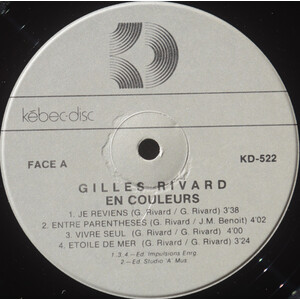 kébec-disc
FACE A
KD-522
GILLES RIVARD
EN COULEURS
1. JE REVIENS (G. Rivard / G. Rivard) 3'38
2. ENTRE PARENTHESES (G. Rivard / J.M. Benoit) 4'02
3. VIVRE SEUL (G. Rivard / G. Rivard) 4'00
4. ETOILE DE MER (G. Rivard / G. Rivard) 3'24
1,3,4 – Ed. Impulsions Enrg.
2 – Ed. Studio 'A' Mus.